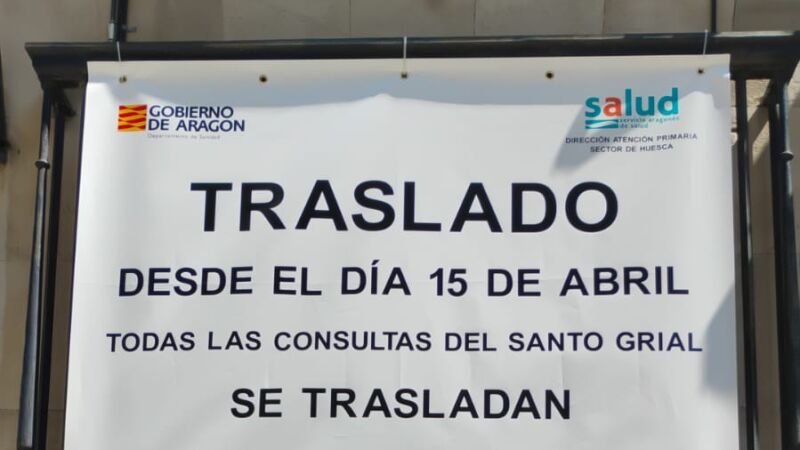 GOBIERNO
DE ARAGON
Departamento de Sanidad
salud
servicio aragonés
de salud
DIRECCIÓN ATENCIÓN PRIMARIA
SECTOR DE HUESCA
TRASLADO
DESDE EL DÍA 15 DE ABRIL
TODAS LAS CONSULTAS DEL SANTO GRIAL
SE TRASLADAN